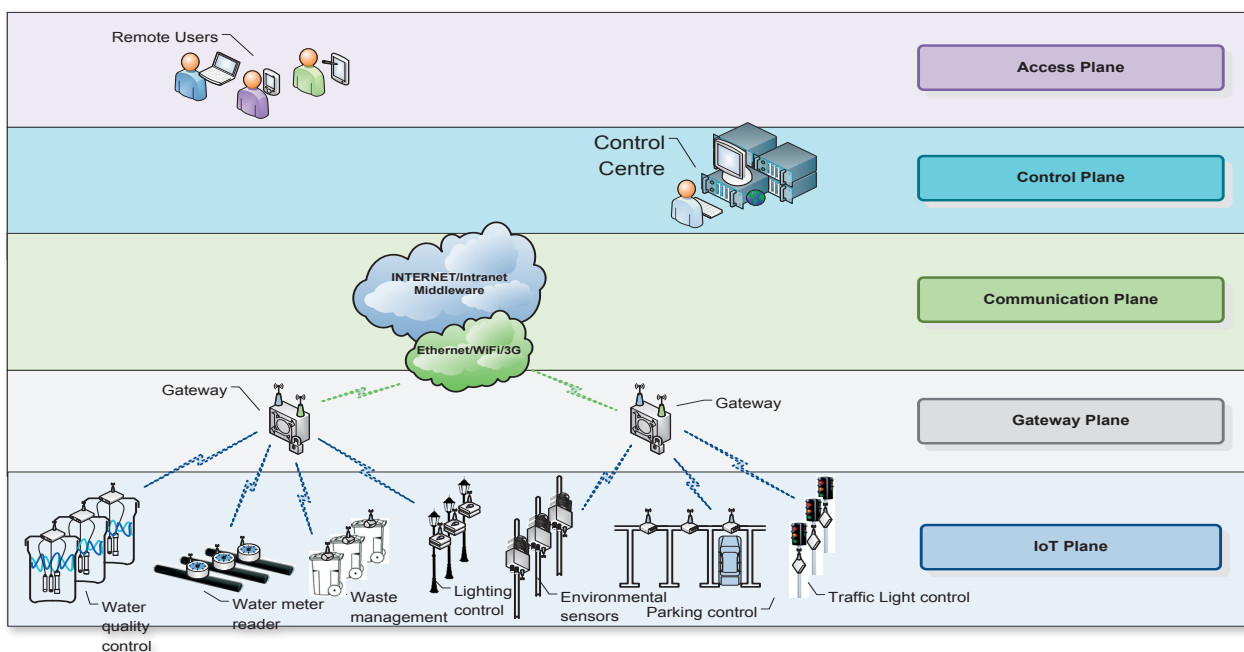 Remote Users
Access Plane
Control
Centre
Control Plane
INTERNET/Intranet
Middleware
Communication Plane
Ethernet/WiFi/3G
Gateway
Gateway
Gateway Plane
IoT Plane
Water
quality
control
Water meter
reader
Waste
management
Lighting
control
Environmental
sensors
Parking control
Traffic Light control